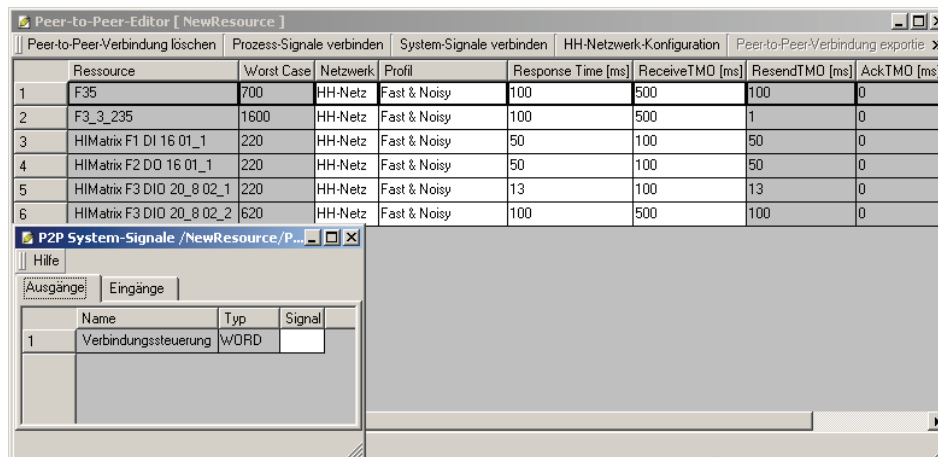 Peer-to-Peer-Editor [ NewResource ]
Peer-to-Peer-Verbindung löschen Prozess-Signale verbinden System-Signale verbinden HH-Netzwerk-Konfiguration Peer-to-Peer-Verbindung exportie
Ressource Worst Case Netzwerk Profil Response Time [ms] ReceiveTMO [ms] ResendTMO [ms] AckTMO [ms
1 F35 700 HH-Netz Fast & Noisy 100 500 100 0
2 F3_3_235 1600 HH-Netz Fast & Noisy 100 500 1 0
3 HIMatrix F1 DI 16 01_1 220 HH-Netz Fast & Noisy 50 100 50 0
4 HIMatrix F2 DO 16 01_1 220 HH-Netz Fast & Noisy 50 100 50 0
5 HIMatrix F3 DIO 20_8 02_1 220 HH-Netz Fast & Noisy 13 100 13 0
6 HIMatrix F3 DIO 20_8 02_2 620 HH-Netz Fast & Noisy 100 500 100 0
P2P System-Signale /NewResource/P...
Hilfe
Ausgänge Eingänge
Name Typ Signal
1 Verbindungssteuerung WORD